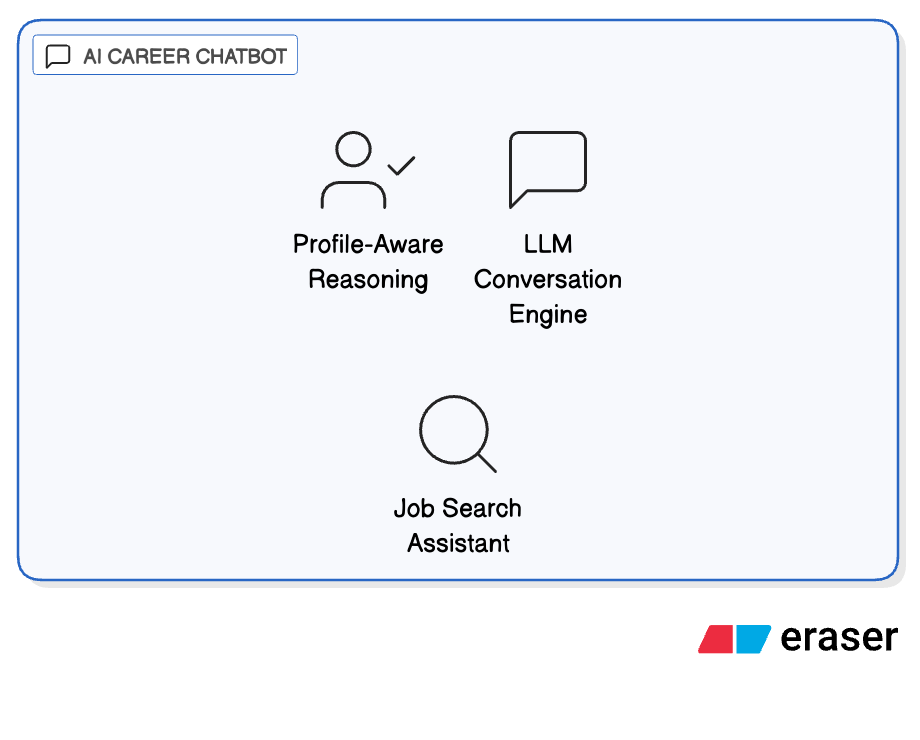 AI CAREER CHATBOT
Profile-Aware
Reasoning
LLM
Conversation
Engine
Job Search
Assistant
eraser